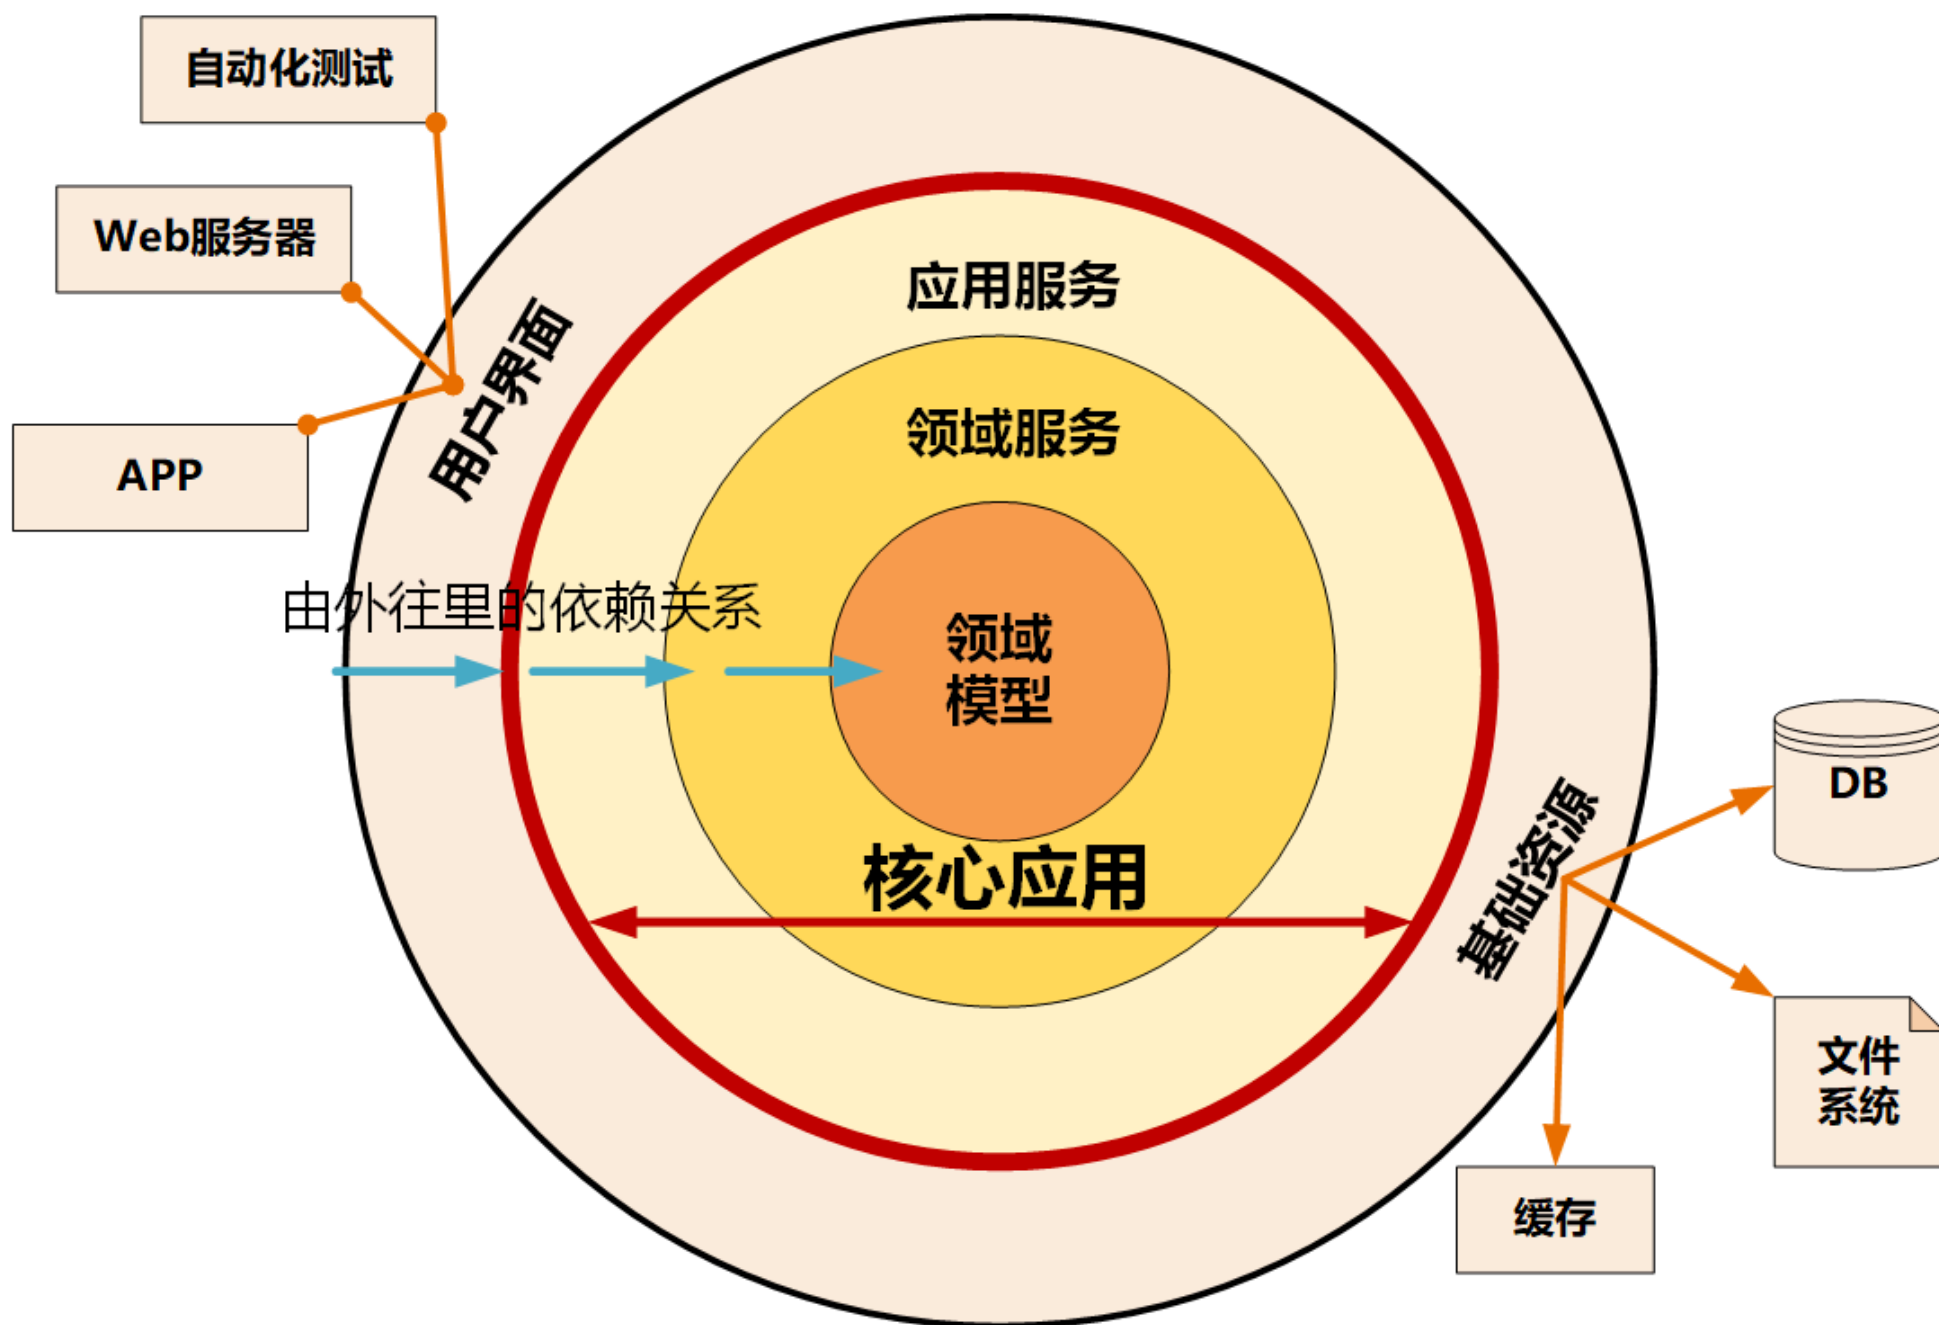 自动化测试
Web服务器
APP
用户界面
应用服务
领域服务
由外往里的依赖关系
领域
模型
核心应用
基础资源
DB
文件
系统
缓存